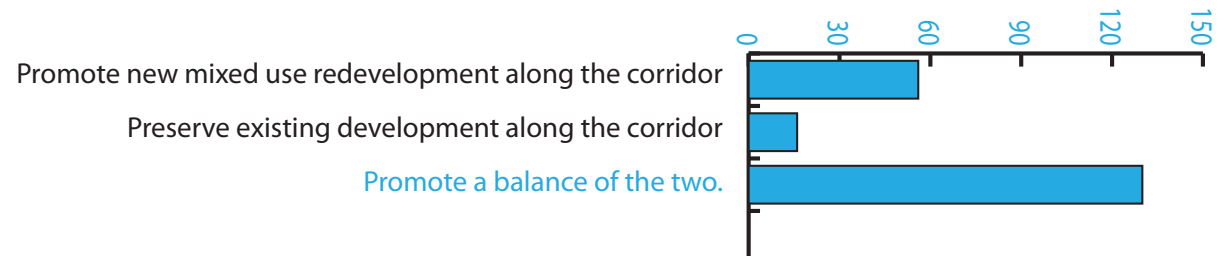 0 30 60 90 120 150
Promote new mixed use redevelopment along the corridor
Preserve existing development along the corridor
Promote a balance of the two.